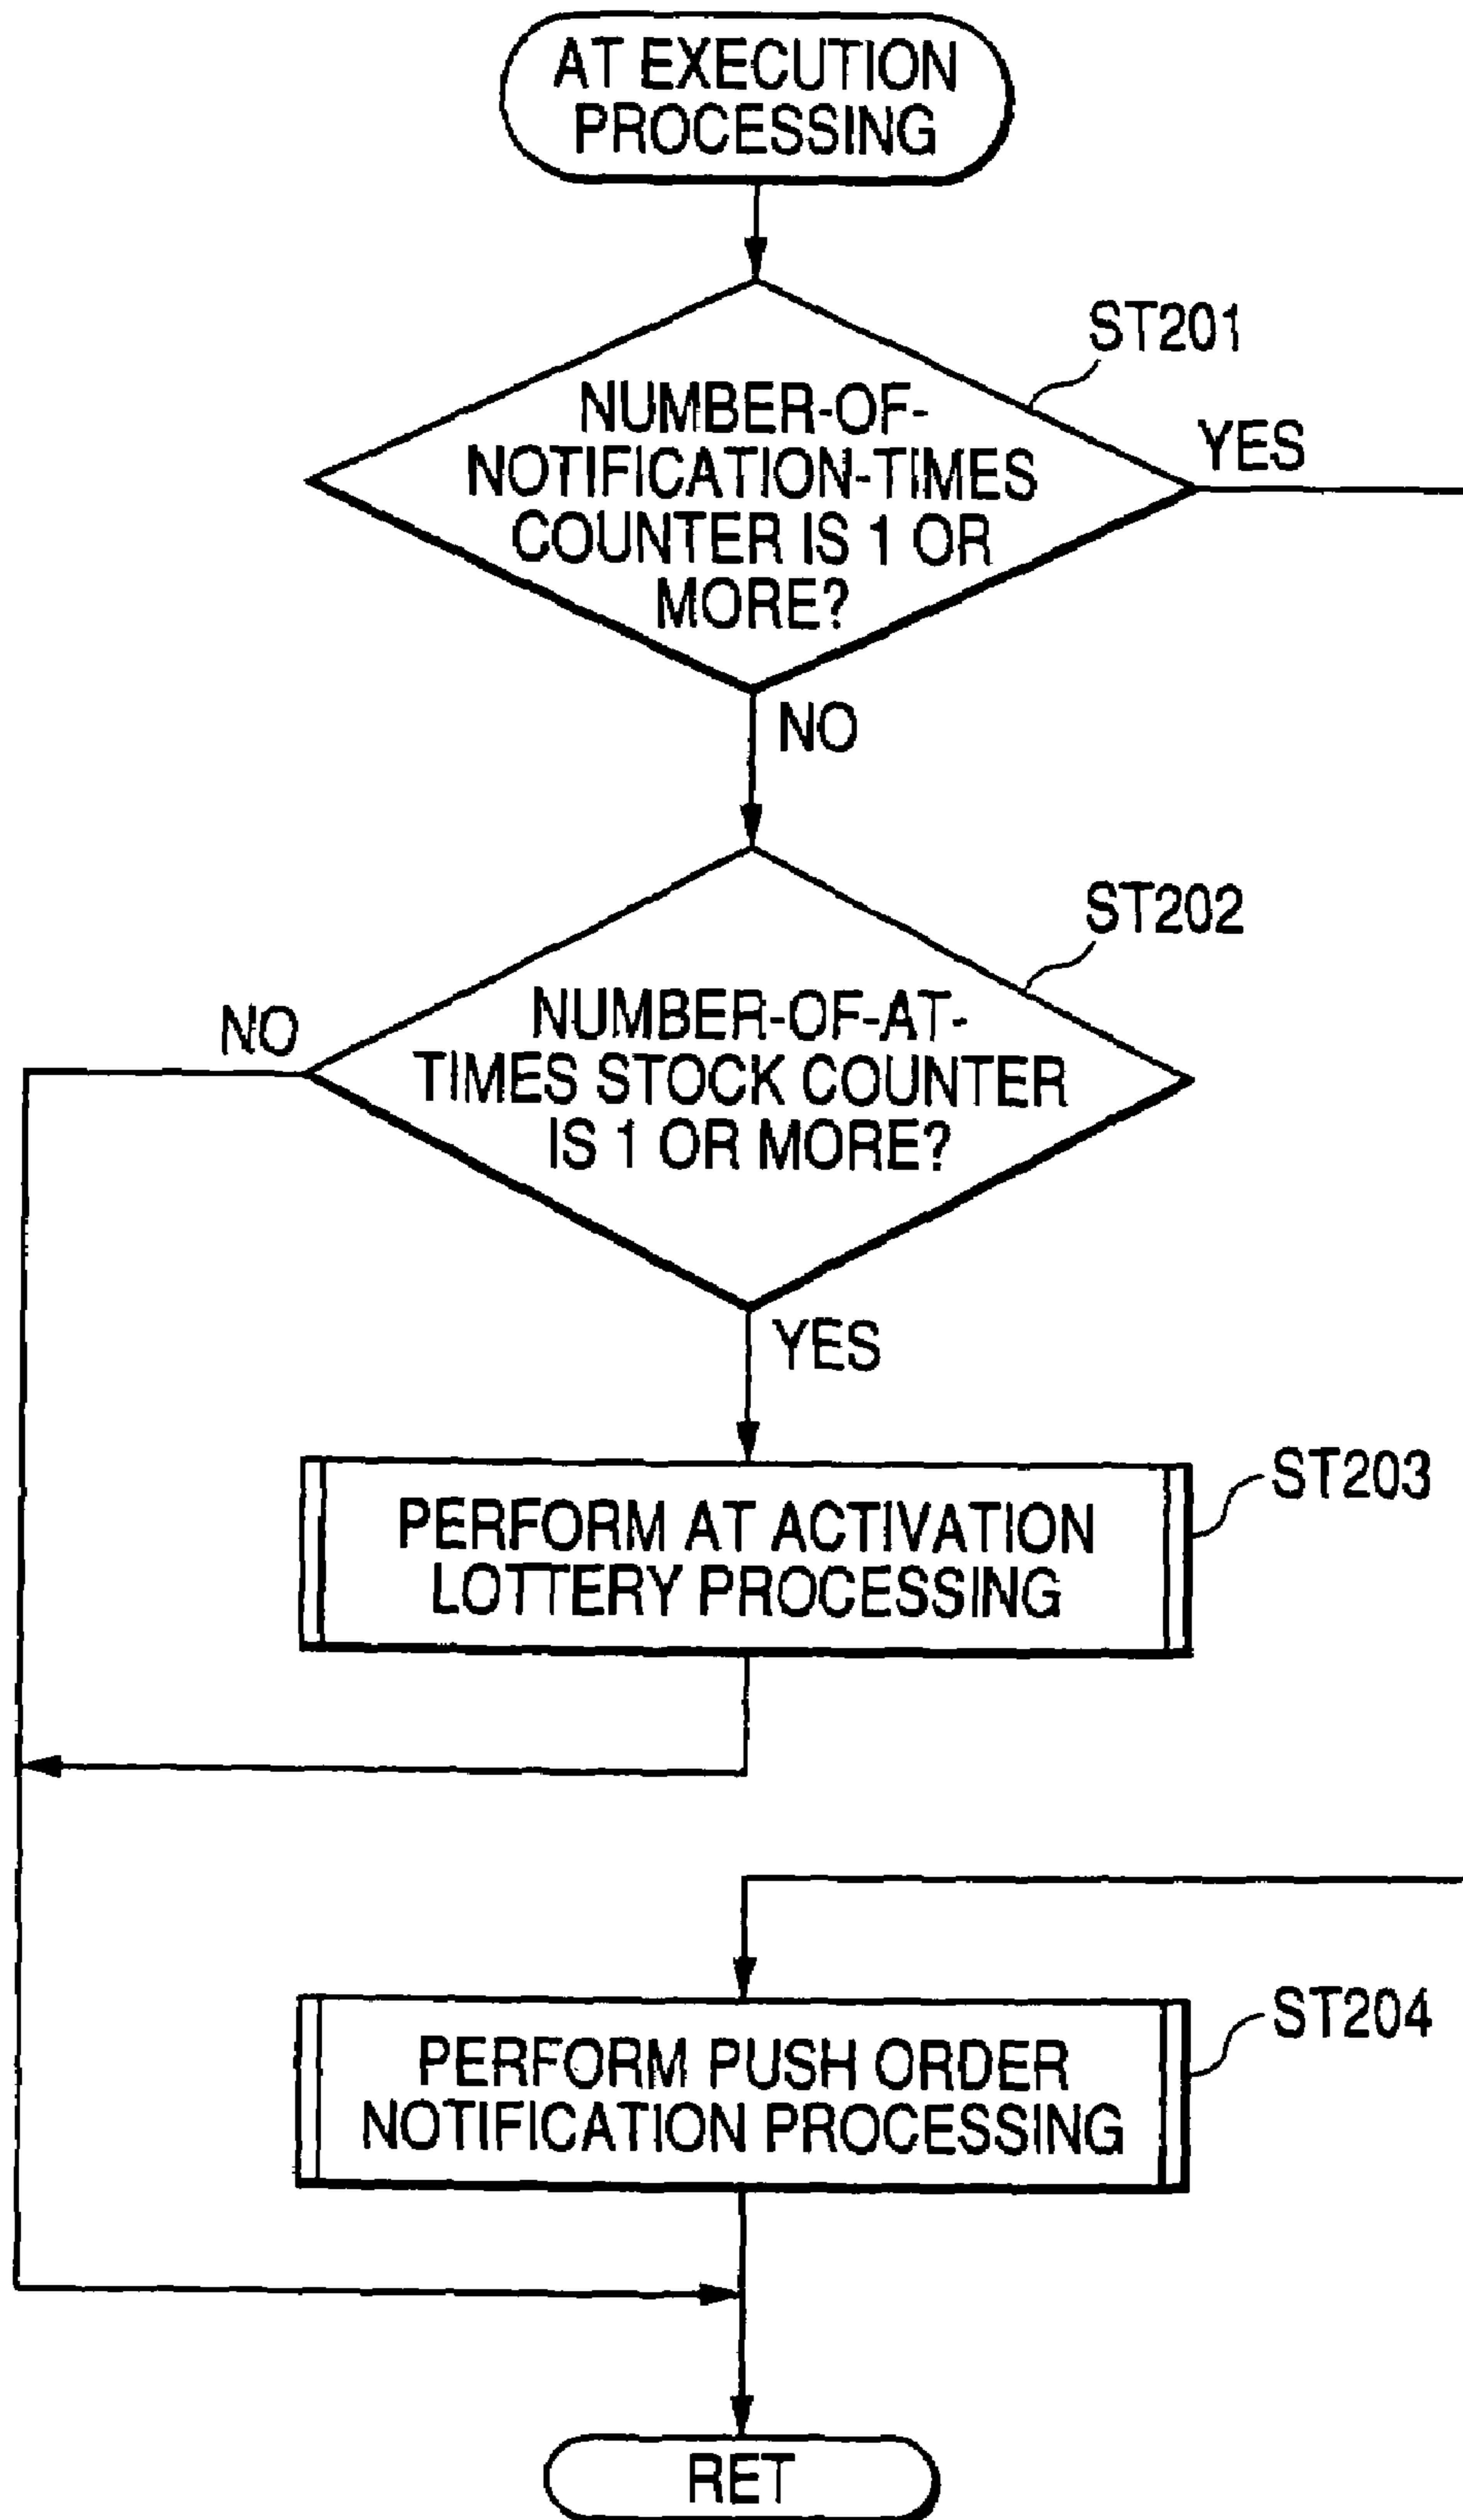 AT EXECUTION
PROCESSING
ST201
NUMBER-OF-
NOTIFICATION-TIMES
COUNTER IS 1 OR
MORE?
YES
NO
ST202
NUMBER-OF-AT-
TIMES STOCK COUNTER
IS 1 OR MORE?
NO
YES
ST203
PERFORM AT ACTIVATION
LOTTERY PROCESSING
ST204
PERFORM PUSH ORDER
NOTIFICATION PROCESSING
RET